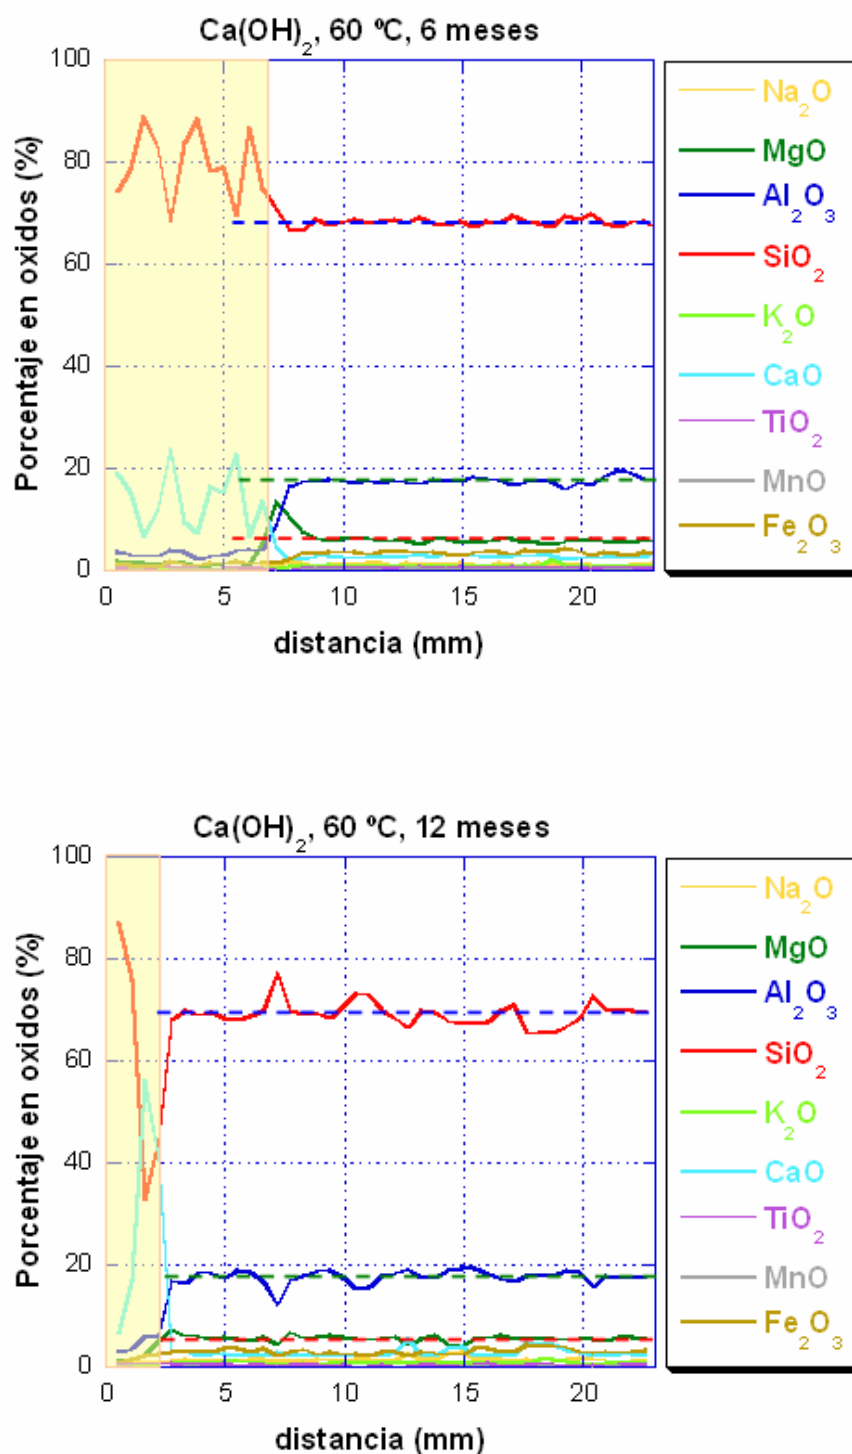 Ca(OH)₂, 60 ºC, 6 meses
Porcentaje en oxidos (%)
100
80
60
40
20
0
0 5 10 15 20
distancia (mm)
Na₂O
MgO
Al₂O₃
SiO₂
K₂O
CaO
TiO₂
MnO
Fe₂O₃
Ca(OH)₂, 60 ºC, 12 meses
Porcentaje en oxidos (%)
100
80
60
40
20
0
0 5 10 15 20
distancia (mm)
Na₂O
MgO
Al₂O₃
SiO₂
K₂O
CaO
TiO₂
MnO
Fe₂O₃